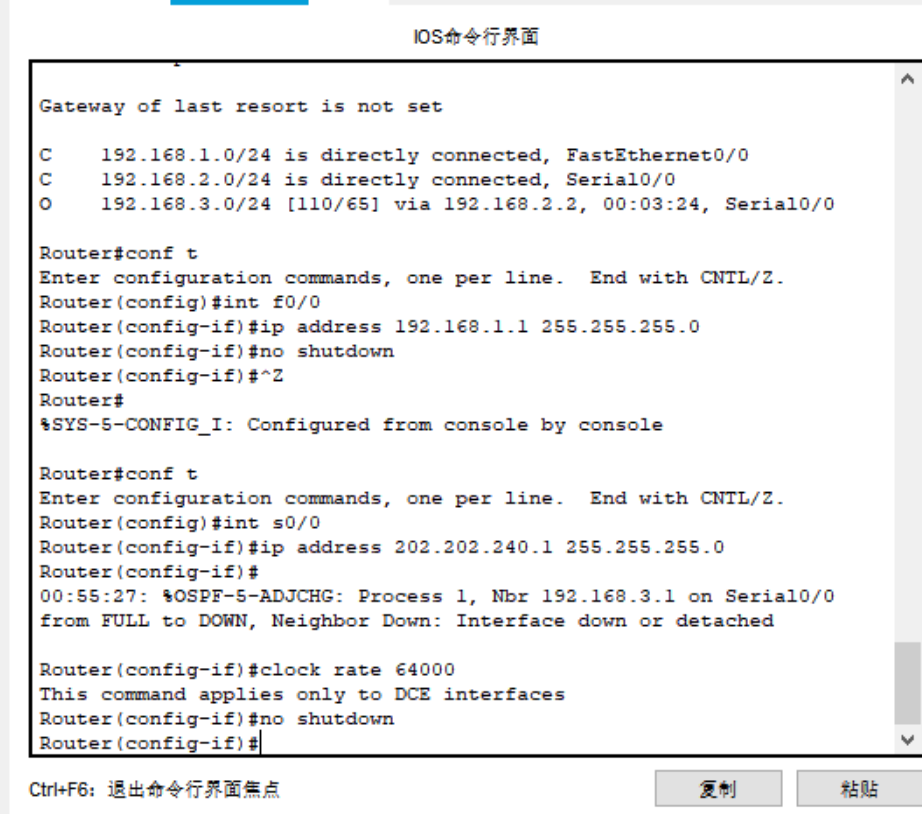 IOS命令行界面
Gateway of last resort is not set
C    192.168.1.0/24 is directly connected, FastEthernet0/0
C    192.168.2.0/24 is directly connected, Serial0/0
O    192.168.3.0/24 [110/65] via 192.168.2.2, 00:03:24, Serial0/0
Router#conf t
Enter configuration commands, one per line.  End with CNTL/Z.
Router(config)#int f0/0
Router(config-if)#ip address 192.168.1.1 255.255.255.0
Router(config-if)#no shutdown
Router(config-if)#^Z
Router#
%SYS-5-CONFIG_I: Configured from console by console
Router#conf t
Enter configuration commands, one per line.  End with CNTL/Z.
Router(config)#int s0/0
Router(config-if)#ip address 202.202.240.1 255.255.255.0
Router(config-if)#
00:55:27: %OSPF-5-ADJCHG: Process 1, Nbr 192.168.3.1 on Serial0/0
from FULL to DOWN, Neighbor Down: Interface down or detached
Router(config-if)#clock rate 64000
This command applies only to DCE interfaces
Router(config-if)#no shutdown
Router(config-if)#
Ctrl+F6: 退出命令行界面焦点
复制
粘贴